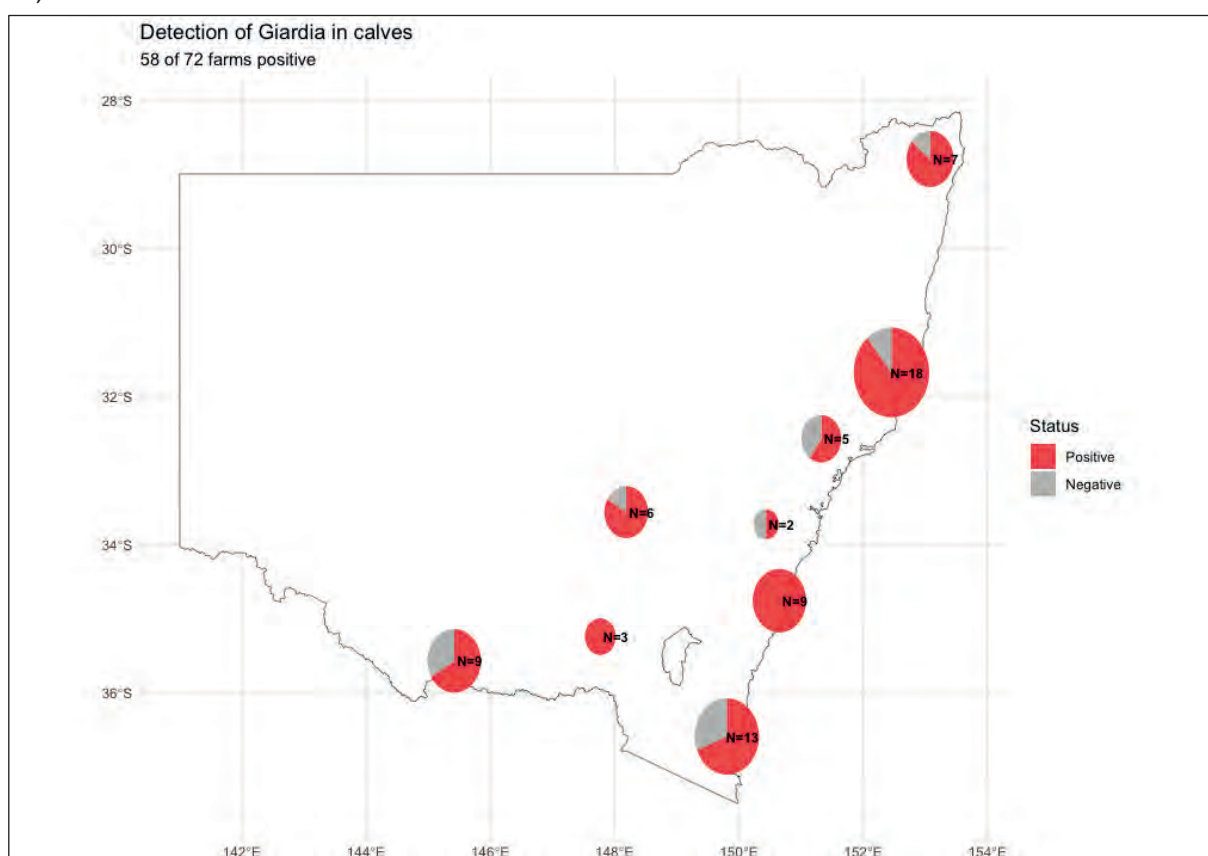 Detection of Giardia in calves
58 of 72 farms positive
28°S
30°S
32°S
34°S
36°S
N=7
N=18
N=5
N=6
N=2
N=9
N=3
N=9
N=13
Status
Positive
Negative
142°E
144°E
146°E
148°E
150°E
152°E
154°E